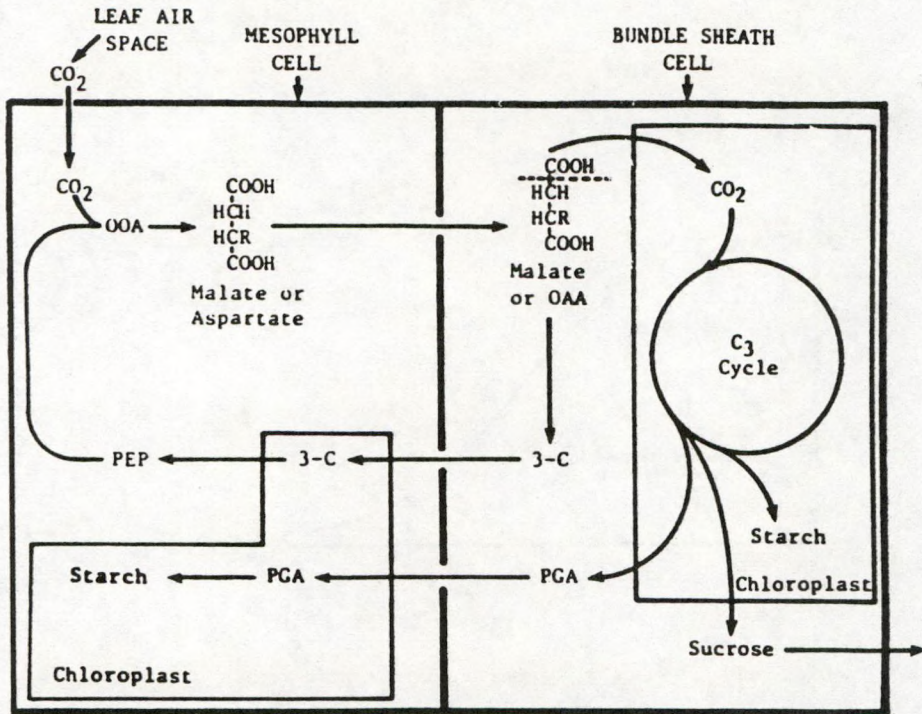 LEAF AIR
SPACE
CO2
MESOPHYLL
CELL
BUNDLE SHEATH
CELL
CO2
OOA
COOH
HCH
HCR
COOH
Malate or
Aspartate
COOH
HCH
HCR
COOH
Malate
or OAA
CO2
C3
Cycle
PEP
3-C
3-C
Starch
PGA
PGA
Starch
Chloroplast
Sucrose
Chloroplast